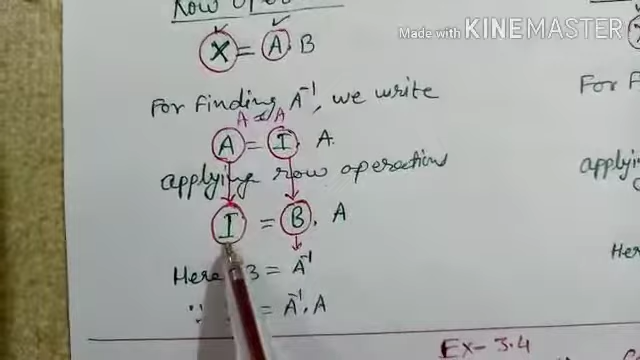 Row Oper
X = A. B
Made with KINEMASTER
For finding A⁻¹, we write
A = I. A
applying row operations
I = B. A
Here B = A⁻¹
∵ = A⁻¹. A
Ex-3.4
For F
applyi
Her